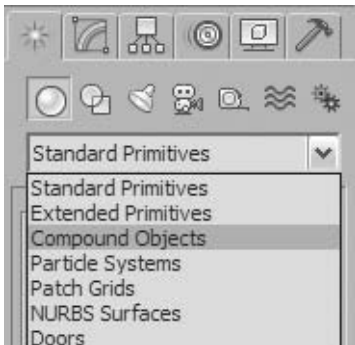 Standard Primitives
Standard Primitives
Extended Primitives
Compound Objects
Particle Systems
Patch Grids
NURBS Surfaces
Doors